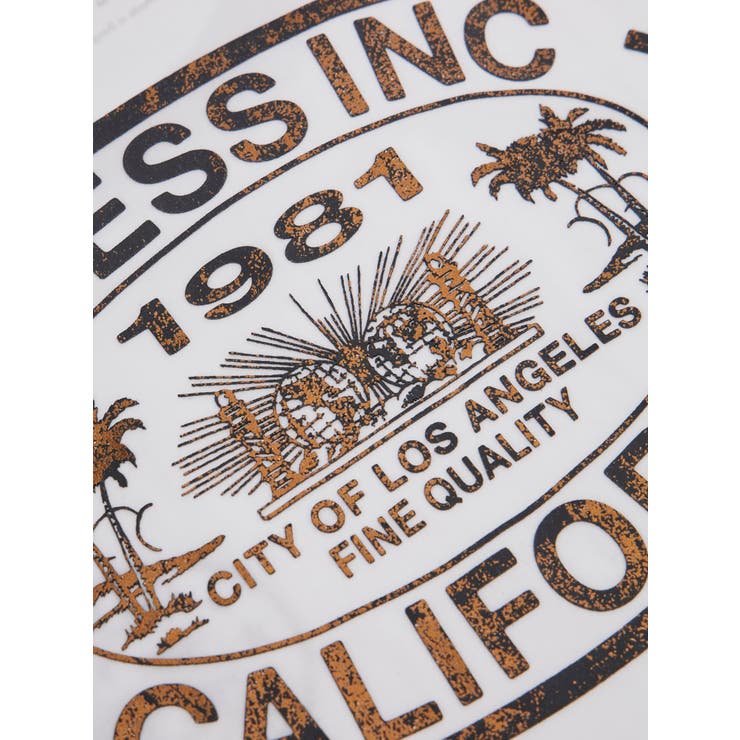 ESS INC
1981
CITY OF LOS ANGELES
FINE QUALITY
CALIFO